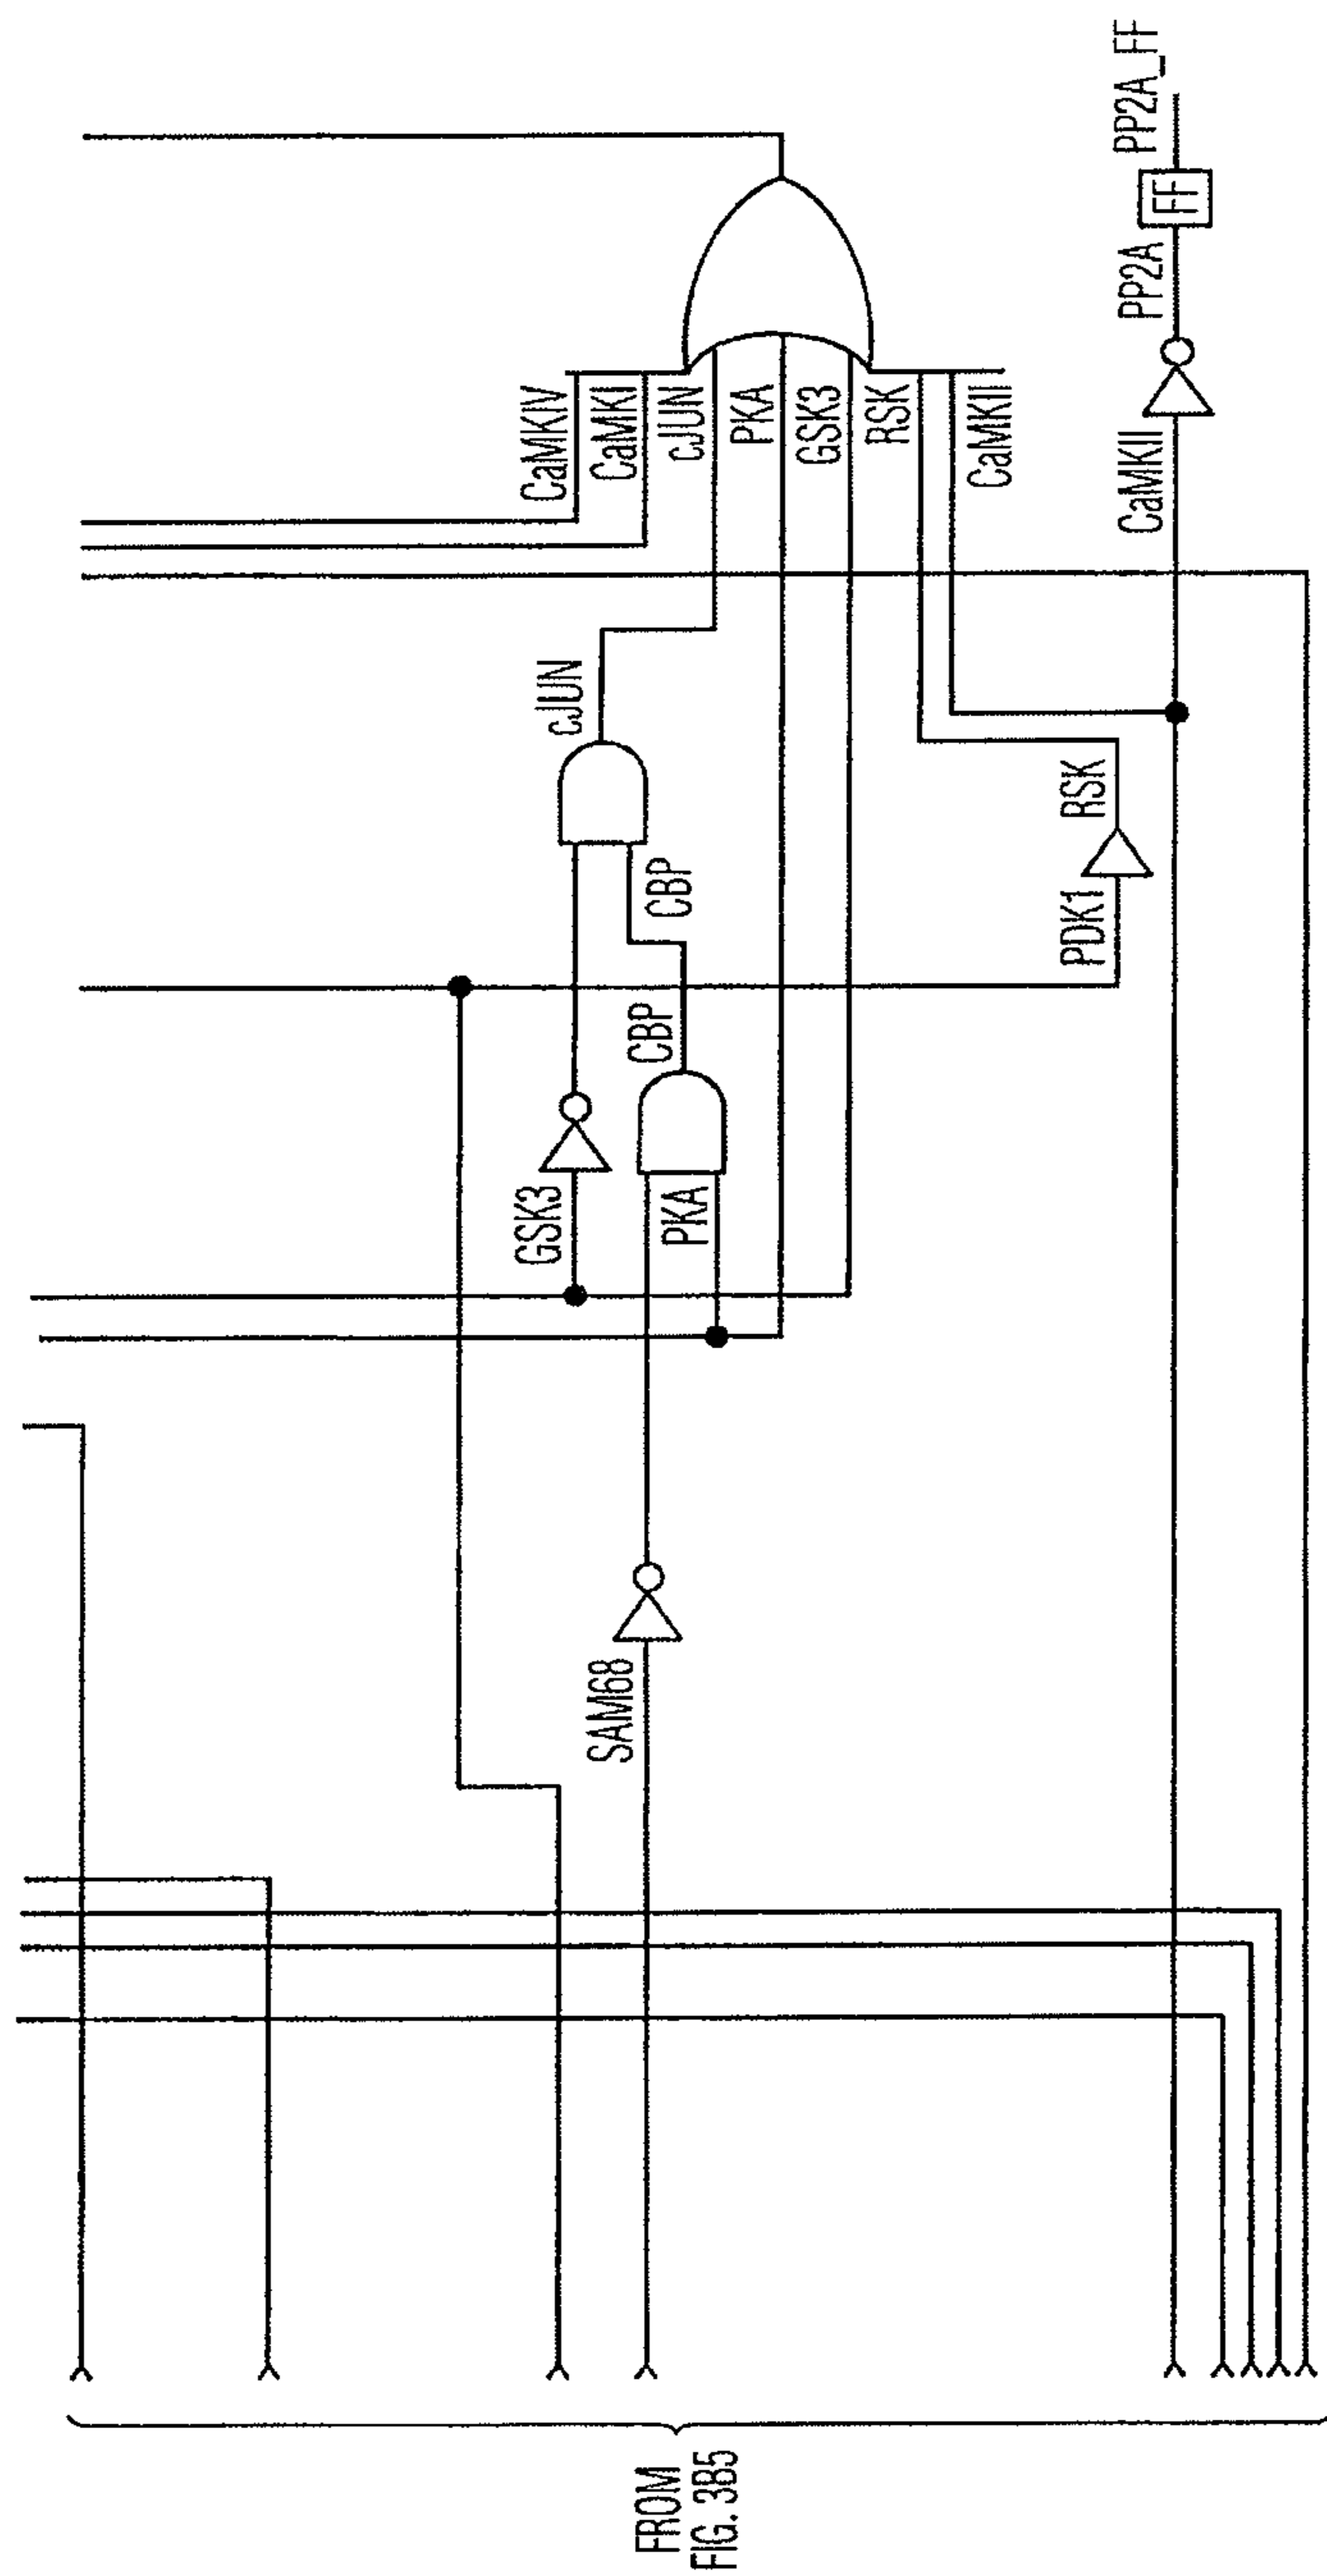 FROM
FIG. 3B5
SAM68
GSK3
PKA
CBP
CBP
cJUN
PDK1
RSK
CaMKIV
CaMKI
cJUN
PKA
GSK3
RSK
CaMKII
CaMKII
PP2A
FF
PP2A_FF